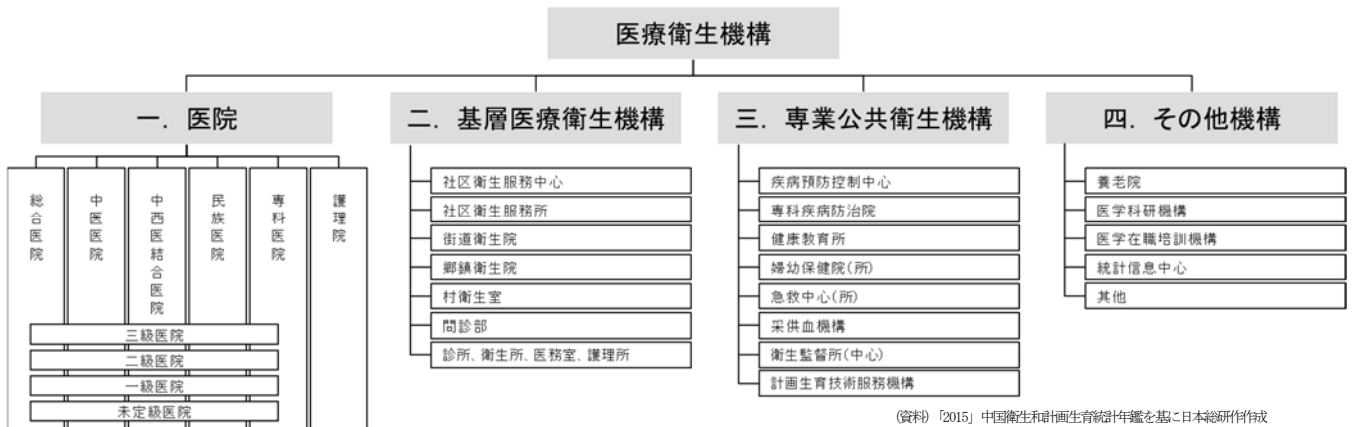 医療衛生機構
一．医院
二．基層医療衛生機構
三．専業公共衛生機構
四．その他機構
総合医院
中医医院
中西医結合医院
民族医院
専科医院
護理院
三級医院
二級医院
一級医院
未定級医院
社区衛生服務中心
社区衛生服務所
街道衛生院
郷鎮衛生院
村衛生室
問診部
診所、衛生所、医務室、護理所
疾病預防控制中心
専科疾病防治院
健康教育所
婦幼保健院(所)
急救中心(所)
采供血機構
衛生監督所(中心)
計画生育技術服務機構
養老院
医学科研機構
医学在職培訓機構
統計信息中心
其他
(資料)「2015」中国衛生和計画生育統計年鑑を基に日本総研作作成